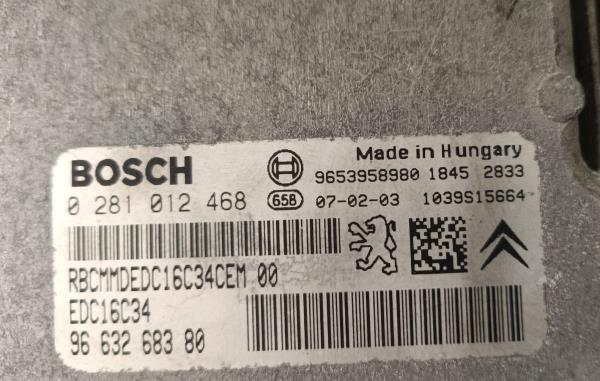 BOSCH
Made in Hungary
9653958980 1845 2833
0 281 012 468 658 07-02-03 1039S15664
RBCMMDEDC16C34CEM 00
EDC16C34
96 632 683 80